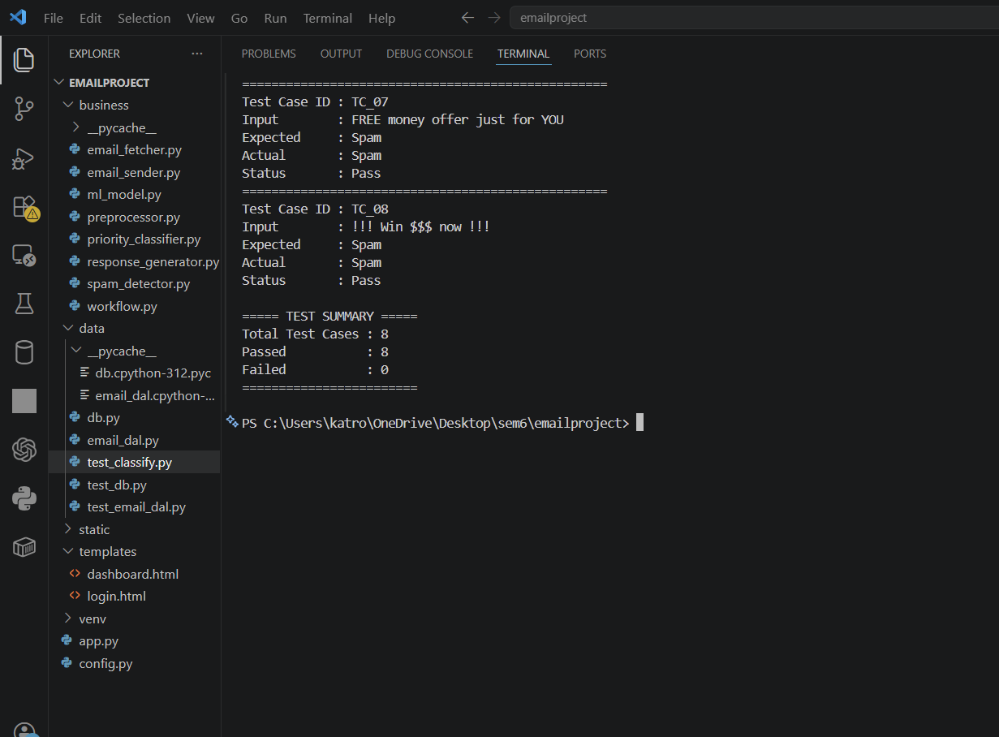 File Edit Selection View Go Run Terminal Help emailproject
EXPLORER ...
EMAILPROJECT
business
__pycache__
email_fetcher.py
email_sender.py
ml_model.py
preprocessor.py
priority_classifier.py
response_generator.py
spam_detector.py
workflow.py
data
__pycache__
db.cpython-312.pyc
email_dal.cpython-...
db.py
email_dal.py
test_classify.py
test_db.py
test_email_dal.py
static
templates
dashboard.html
login.html
venv
app.py
config.py
PROBLEMS OUTPUT DEBUG CONSOLE TERMINAL PORTS
==================================================
Test Case ID : TC_07
Input        : FREE money offer just for YOU
Expected     : Spam
Actual       : Spam
Status       : Pass
==================================================
Test Case ID : TC_08
Input        : !!! Win $$$ now !!!
Expected     : Spam
Actual       : Spam
Status       : Pass
===== TEST SUMMARY =====
Total Test Cases : 8
Passed           : 8
Failed           : 0
========================
PS C:\Users\katro\OneDrive\Desktop\sem6\emailproject>